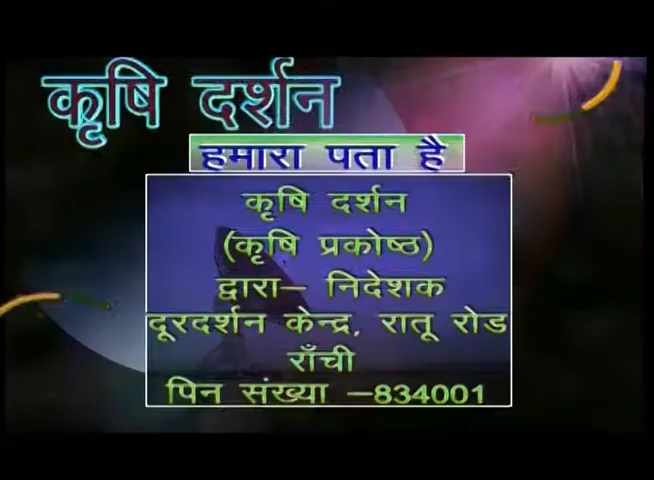 कृषि दर्शन
हमारा पता है
कृषि दर्शन
(कृषि प्रकोष्ठ)
द्वारा– निदेशक
दूरदर्शन केन्द्र, रातू रोड
राँची
पिन संख्या –834001